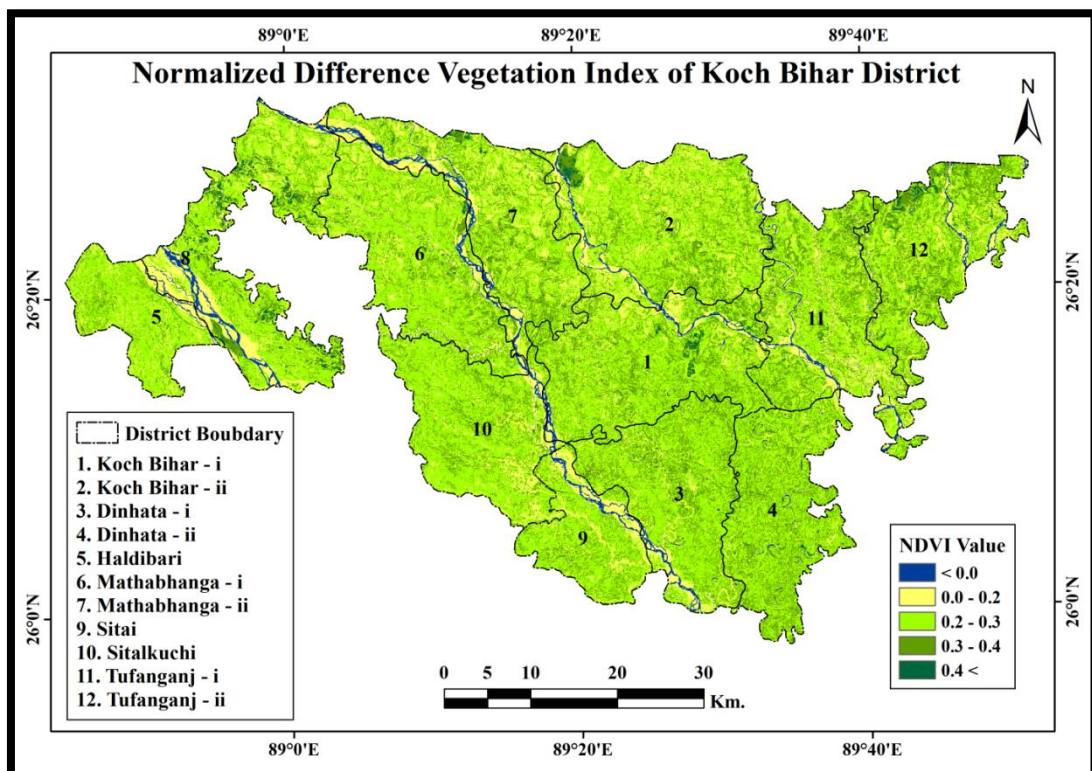 89°0'E 89°20'E 89°40'E
Normalized Difference Vegetation Index of Koch Bihar District
N
7
2
12
8
6
26°20'N
26°20'N
5
11
1
10
3
4
9
District Boubdary
1. Koch Bihar - i
2. Koch Bihar - ii
3. Dinhata - i
4. Dinhata - ii
5. Haldibari
6. Mathabhanga - i
7. Mathabhanga - ii
9. Sitai
10. Sitalkuchi
11. Tufanganj - i
12. Tufanganj - ii
NDVI Value
< 0.0
0.0 - 0.2
0.2 - 0.3
0.3 - 0.4
0.4 <
26°0'N
26°0'N
0 5 10 20 30
Km.
89°0'E 89°20'E 89°40'E